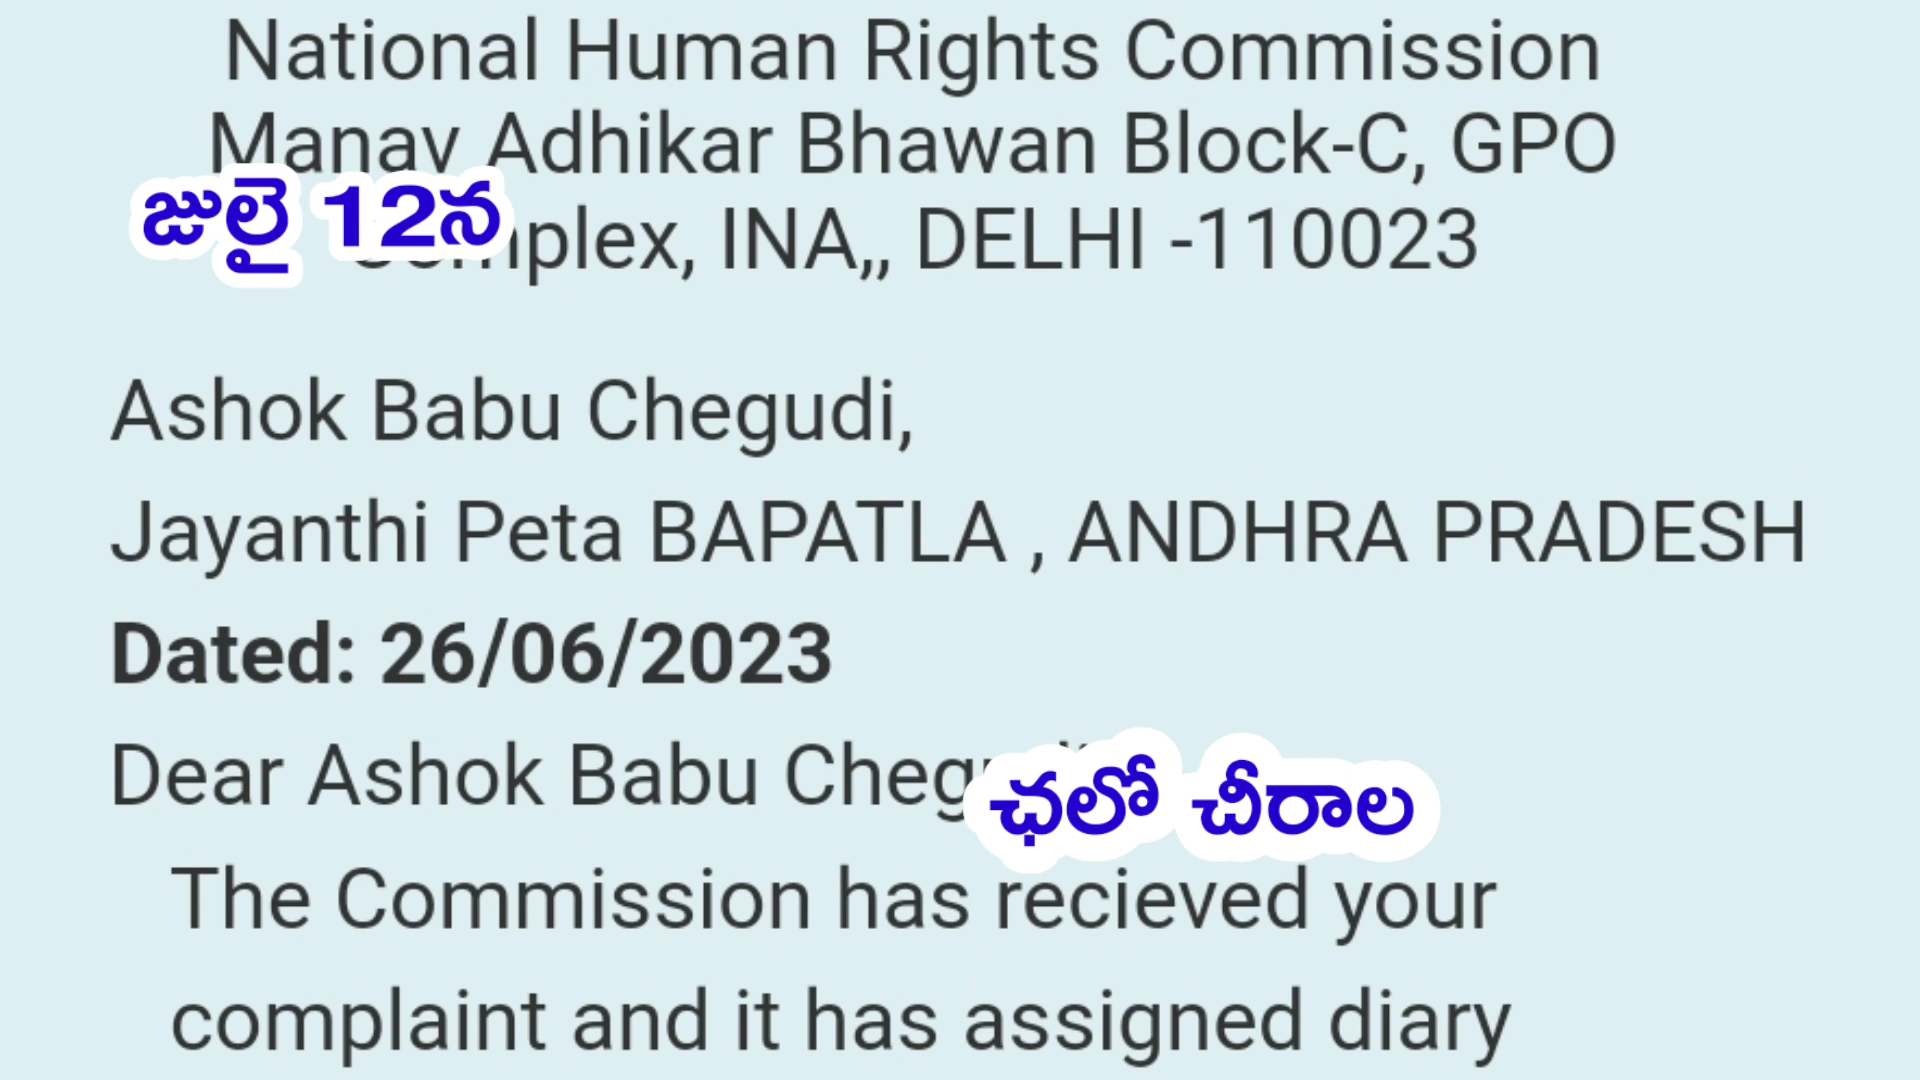 National Human Rights Commission
Manav Adhikar Bhawan Block-C, GPO
జులై 12న
Complex, INA,, DELHI -110023
Ashok Babu Chegudi,
Jayanthi Peta BAPATLA , ANDHRA PRADESH
Dated: 26/06/2023
Dear Ashok Babu
ఛలో చీరాల
The Commission has recieved your
complaint and it has assigned diary